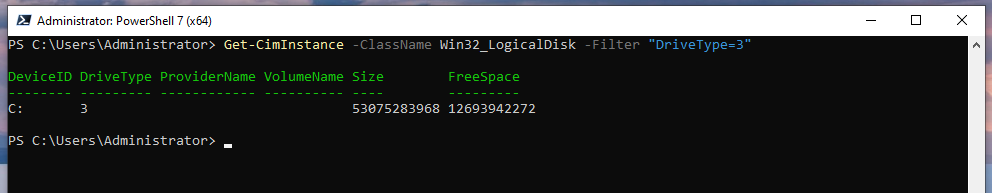 Administrator: PowerShell 7 (x64)
PS C:\Users\Administrator> Get-CimInstance -ClassName Win32_LogicalDisk -Filter "DriveType=3"
DeviceID DriveType ProviderName VolumeName Size        FreeSpace
-------- --------- ------------ ---------- ----        ---------
C:       3                                 53075283968 12693942272
PS C:\Users\Administrator>